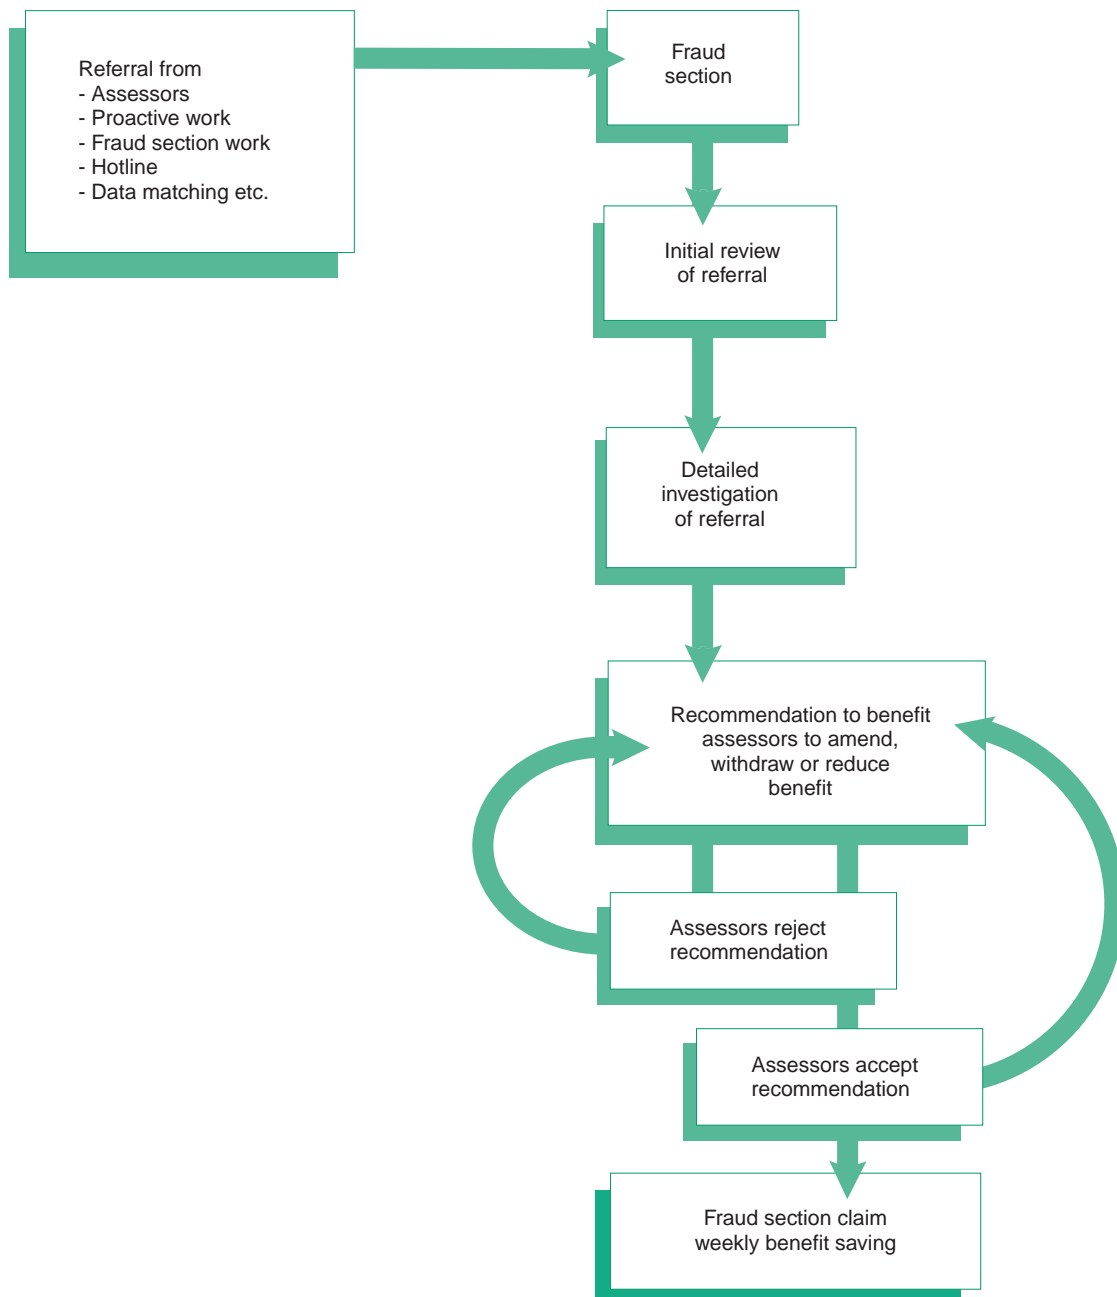 Referral from
- Assessors
- Proactive work
- Fraud section work
- Hotline
- Data matching etc.
Fraud
section
Initial review
of referral
Detailed
investigation
of referral
Recommendation to benefit
assessors to amend,
withdraw or reduce
benefit
Assessors reject
recommendation
Assessors accept
recommendation
Fraud section claim
weekly benefit saving